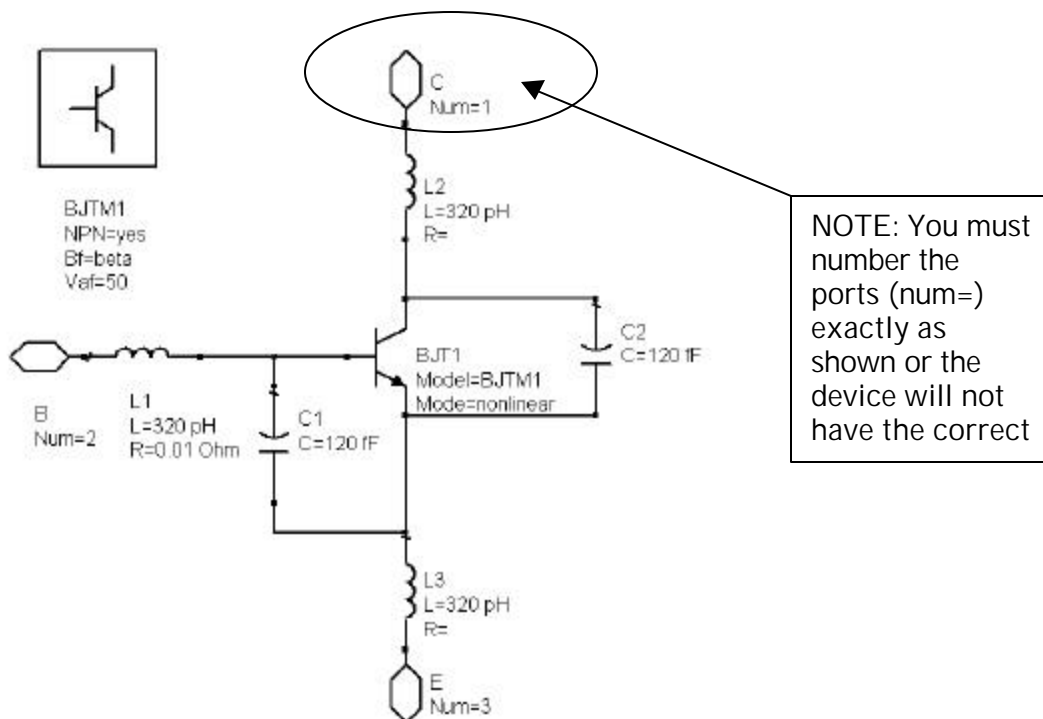 C
Num=1
L2
L=320 pH
R=
BJTM1
NPN=yes
Bf=beta
Vaf=50
NOTE: You must
number the
ports (num=)
exactly as
shown or the
device will not
have the correct
C2
C=120 fF
BJT1
Model=BJTM1
Mode=nonlinear
B
Num=2
L1
L=320 pH
R=0.01 Ohm
C1
C=120 fF
L3
L=320 pH
R=
E
Num=3